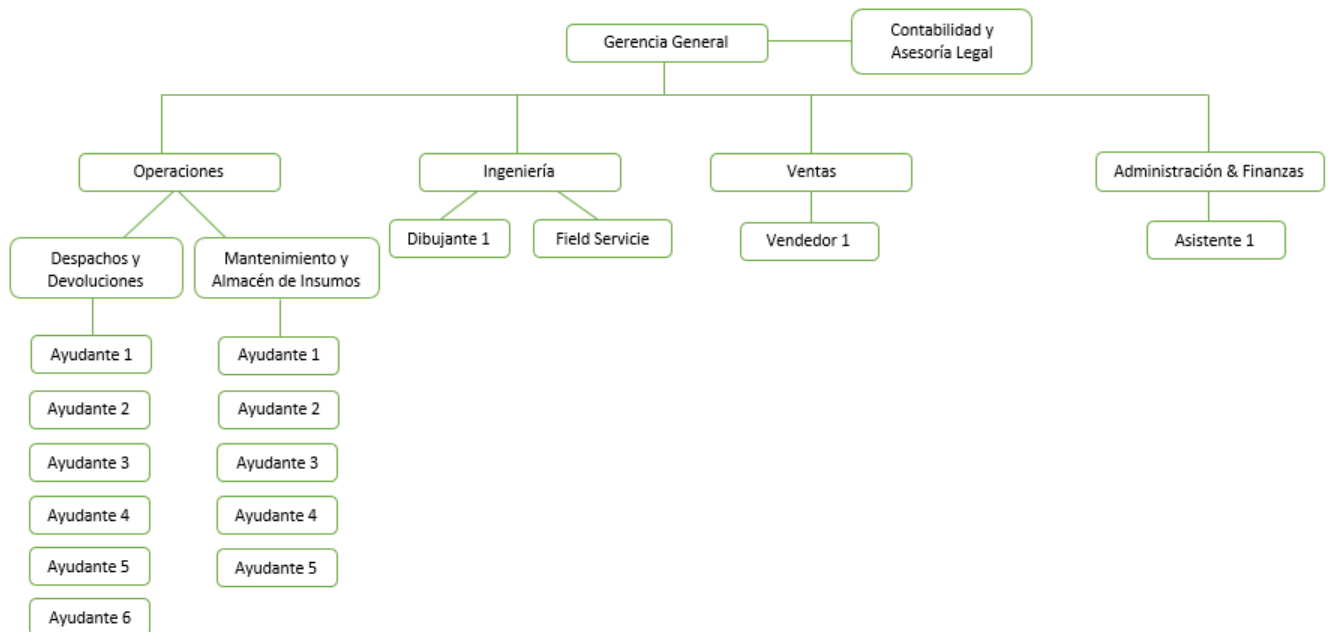 Gerencia General
Contabilidad y
Asesoría Legal
Operaciones
Ingeniería
Ventas
Administración & Finanzas
Despachos y
Devoluciones
Mantenimiento y
Almacén de Insumos
Dibujante 1
Field Servicie
Vendedor 1
Asistente 1
Ayudante 1
Ayudante 1
Ayudante 2
Ayudante 2
Ayudante 3
Ayudante 3
Ayudante 4
Ayudante 4
Ayudante 5
Ayudante 5
Ayudante 6